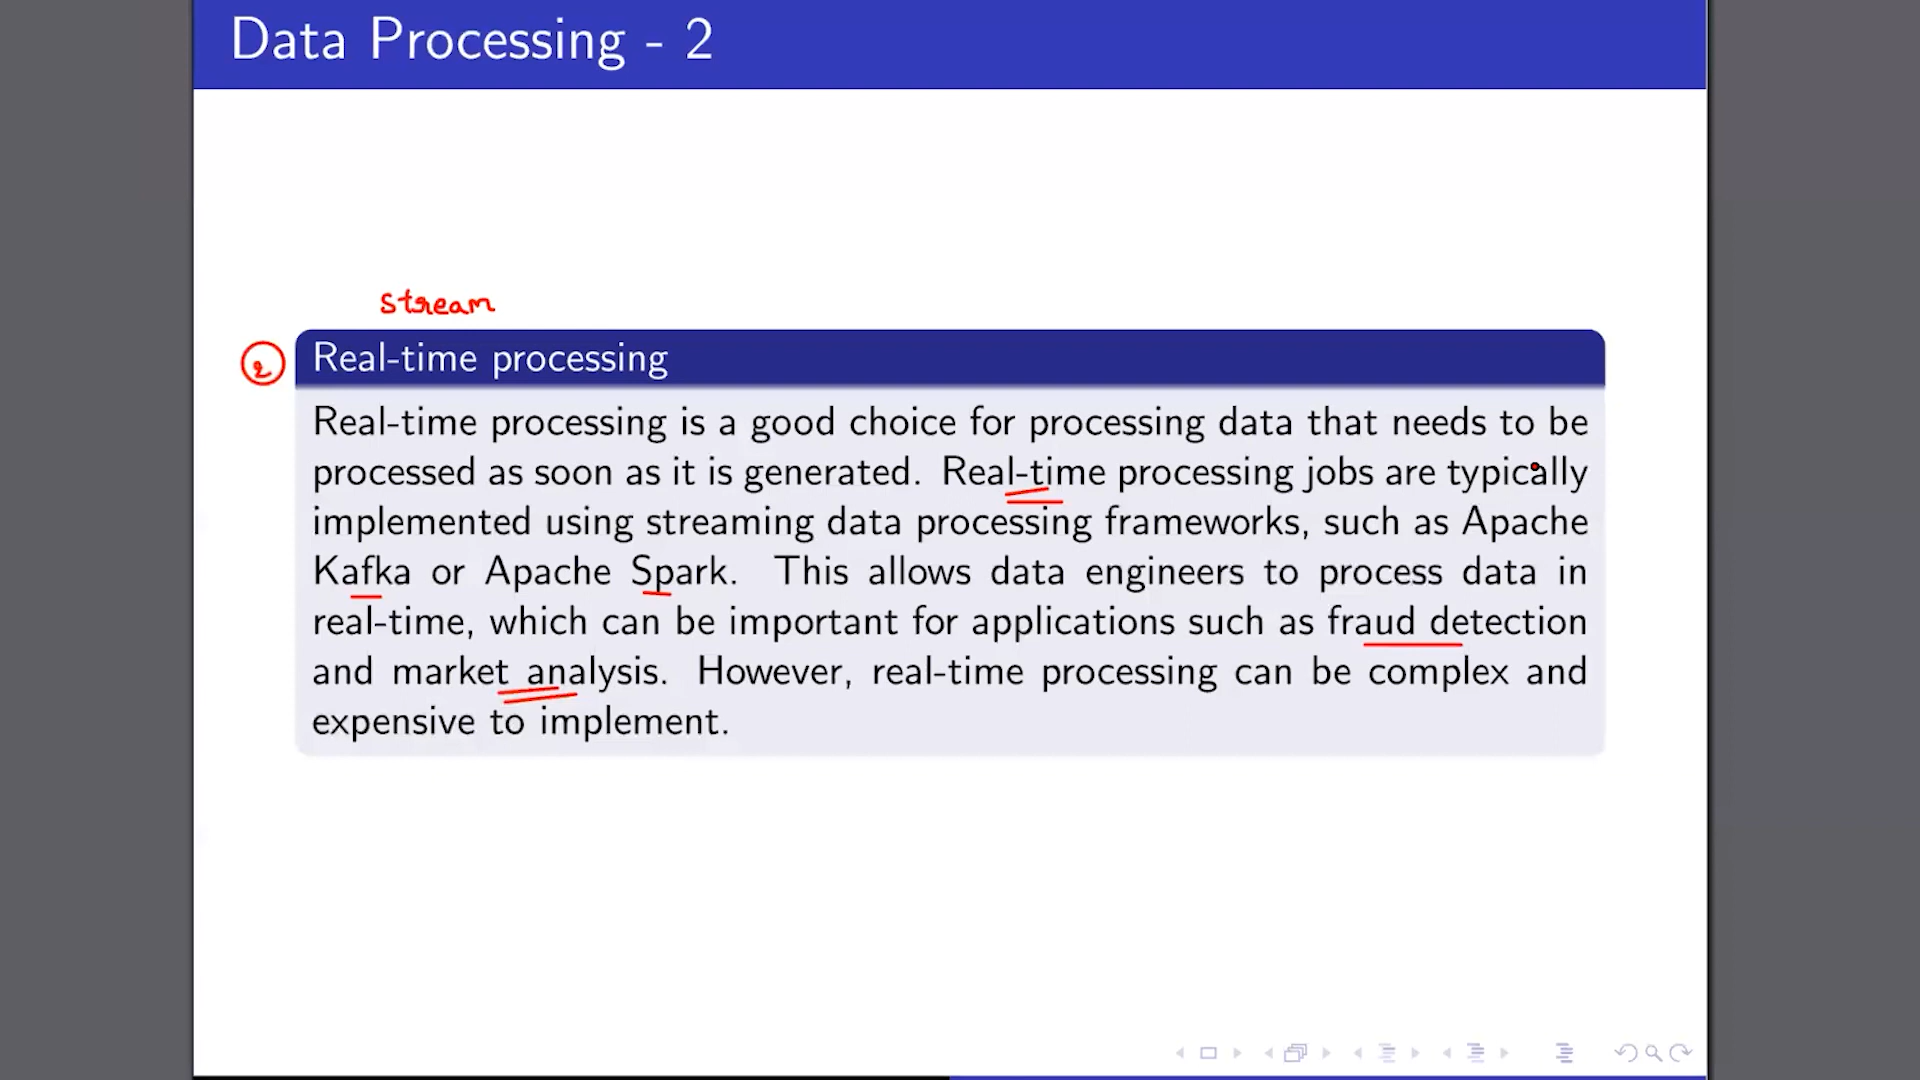 Data Processing - 2
stream
2
Real-time processing
Real-time processing is a good choice for processing data that needs to be
processed as soon as it is generated. Real-time processing jobs are typically
implemented using streaming data processing frameworks, such as Apache
Kafka or Apache Spark. This allows data engineers to process data in
real-time, which can be important for applications such as fraud detection
and market analysis. However, real-time processing can be complex and
expensive to implement.